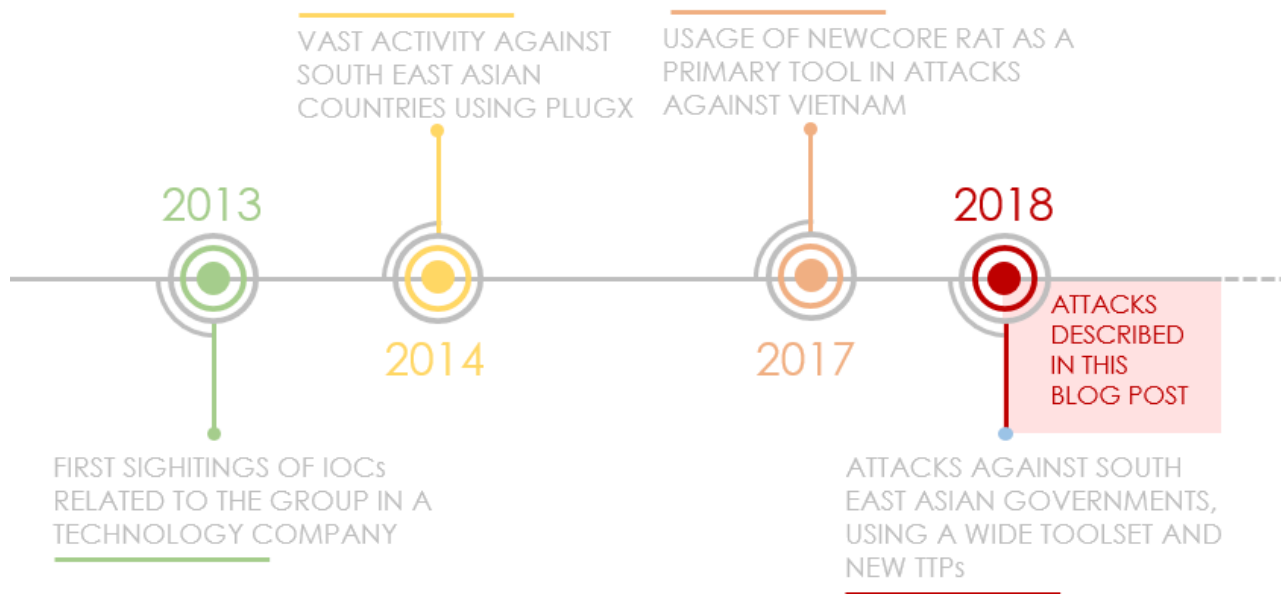 VAST ACTIVITY AGAINST
SOUTH EAST ASIAN
COUNTRIES USING PLUGX
USAGE OF NEWCORE RAT AS A
PRIMARY TOOL IN ATTACKS
AGAINST VIETNAM
2013
2018
2014
2017
ATTACKS
DESCRIBED
IN THIS
BLOG POST
FIRST SIGHITINGS OF IOCs
RELATED TO THE GROUP IN A
TECHNOLOGY COMPANY
ATTACKS AGAINST SOUTH
EAST ASIAN GOVERNMENTS,
USING A WIDE TOOLSET AND
NEW TTPs